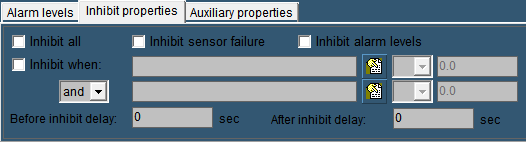 Alarm levels Inhibit properties Auxiliary properties
Inhibit all Inhibit sensor failure Inhibit alarm levels
Inhibit when: 0.0
and 0.0
Before inhibit delay: 0 sec After inhibit delay: 0 sec